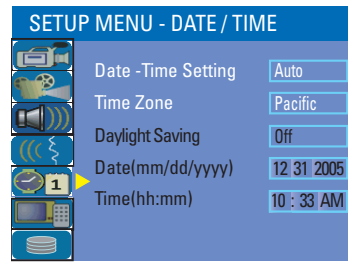 SETUP MENU - DATE / TIME
Date -Time Setting Auto
Time Zone Pacific
Daylight Saving Off
Date(mm/dd/yyyy) 12 31 2005
Time(hh:mm) 10 : 33 AM
1